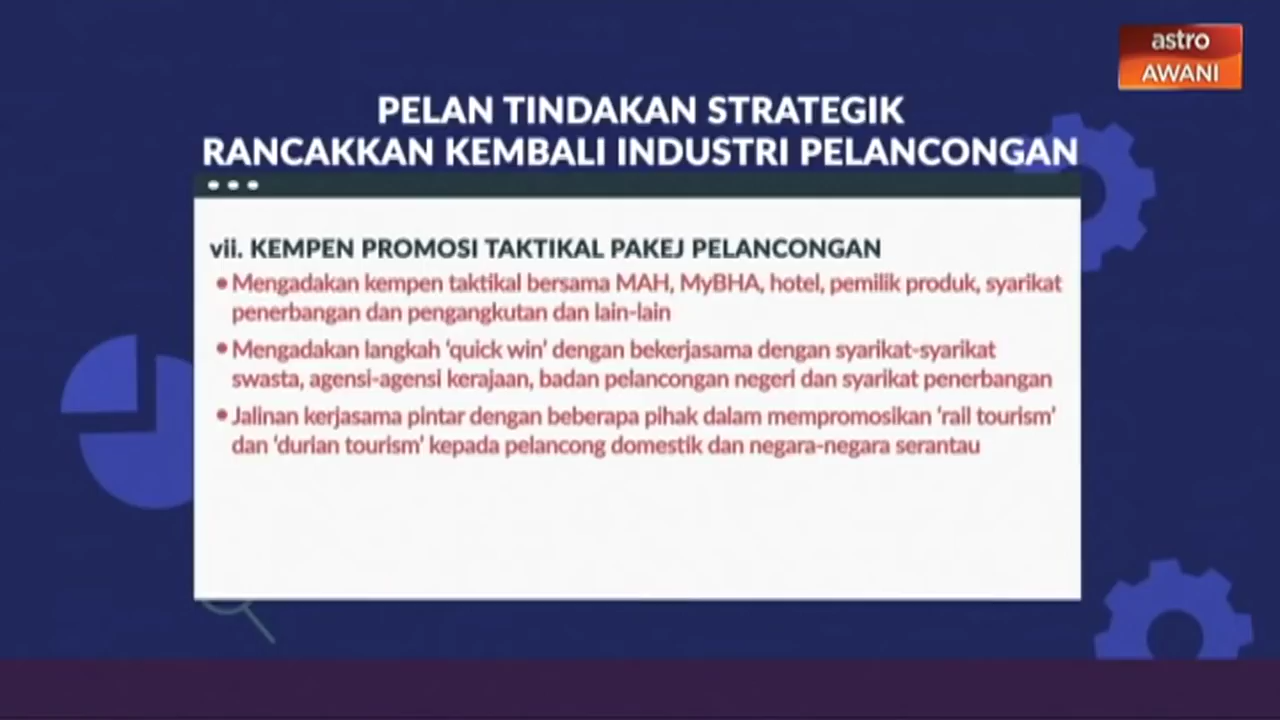 astro
AWANI
PELAN TINDAKAN STRATEGIK
RANCAKKAN KEMBALI INDUSTRI PELANCONGAN
vii. KEMPEN PROMOSI TAKTIKAL PAKEJ PELANCONGAN
• Mengadakan kempen taktikal bersama MAH, MyBHA, hotel, pemilik produk, syarikat
penerbangan dan pengangkutan dan lain-lain
• Mengadakan langkah ‘quick win’ dengan bekerjasama dengan syarikat-syarikat
swasta, agensi-agensi kerajaan, badan pelancongan negeri dan syarikat penerbangan
• Jalinan kerjasama pintar dengan beberapa pihak dalam mempromosikan ‘rail tourism’
dan ‘durian tourism’ kepada pelancong domestik dan negara-negara serantau